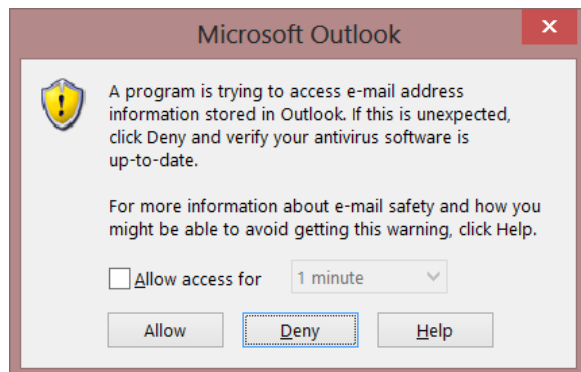 Microsoft Outlook
A program is trying to access e-mail address
information stored in Outlook. If this is unexpected,
click Deny and verify your antivirus software is
up-to-date.
For more information about e-mail safety and how you
might be able to avoid getting this warning, click Help.
Allow access for 1 minute
Allow Deny Help